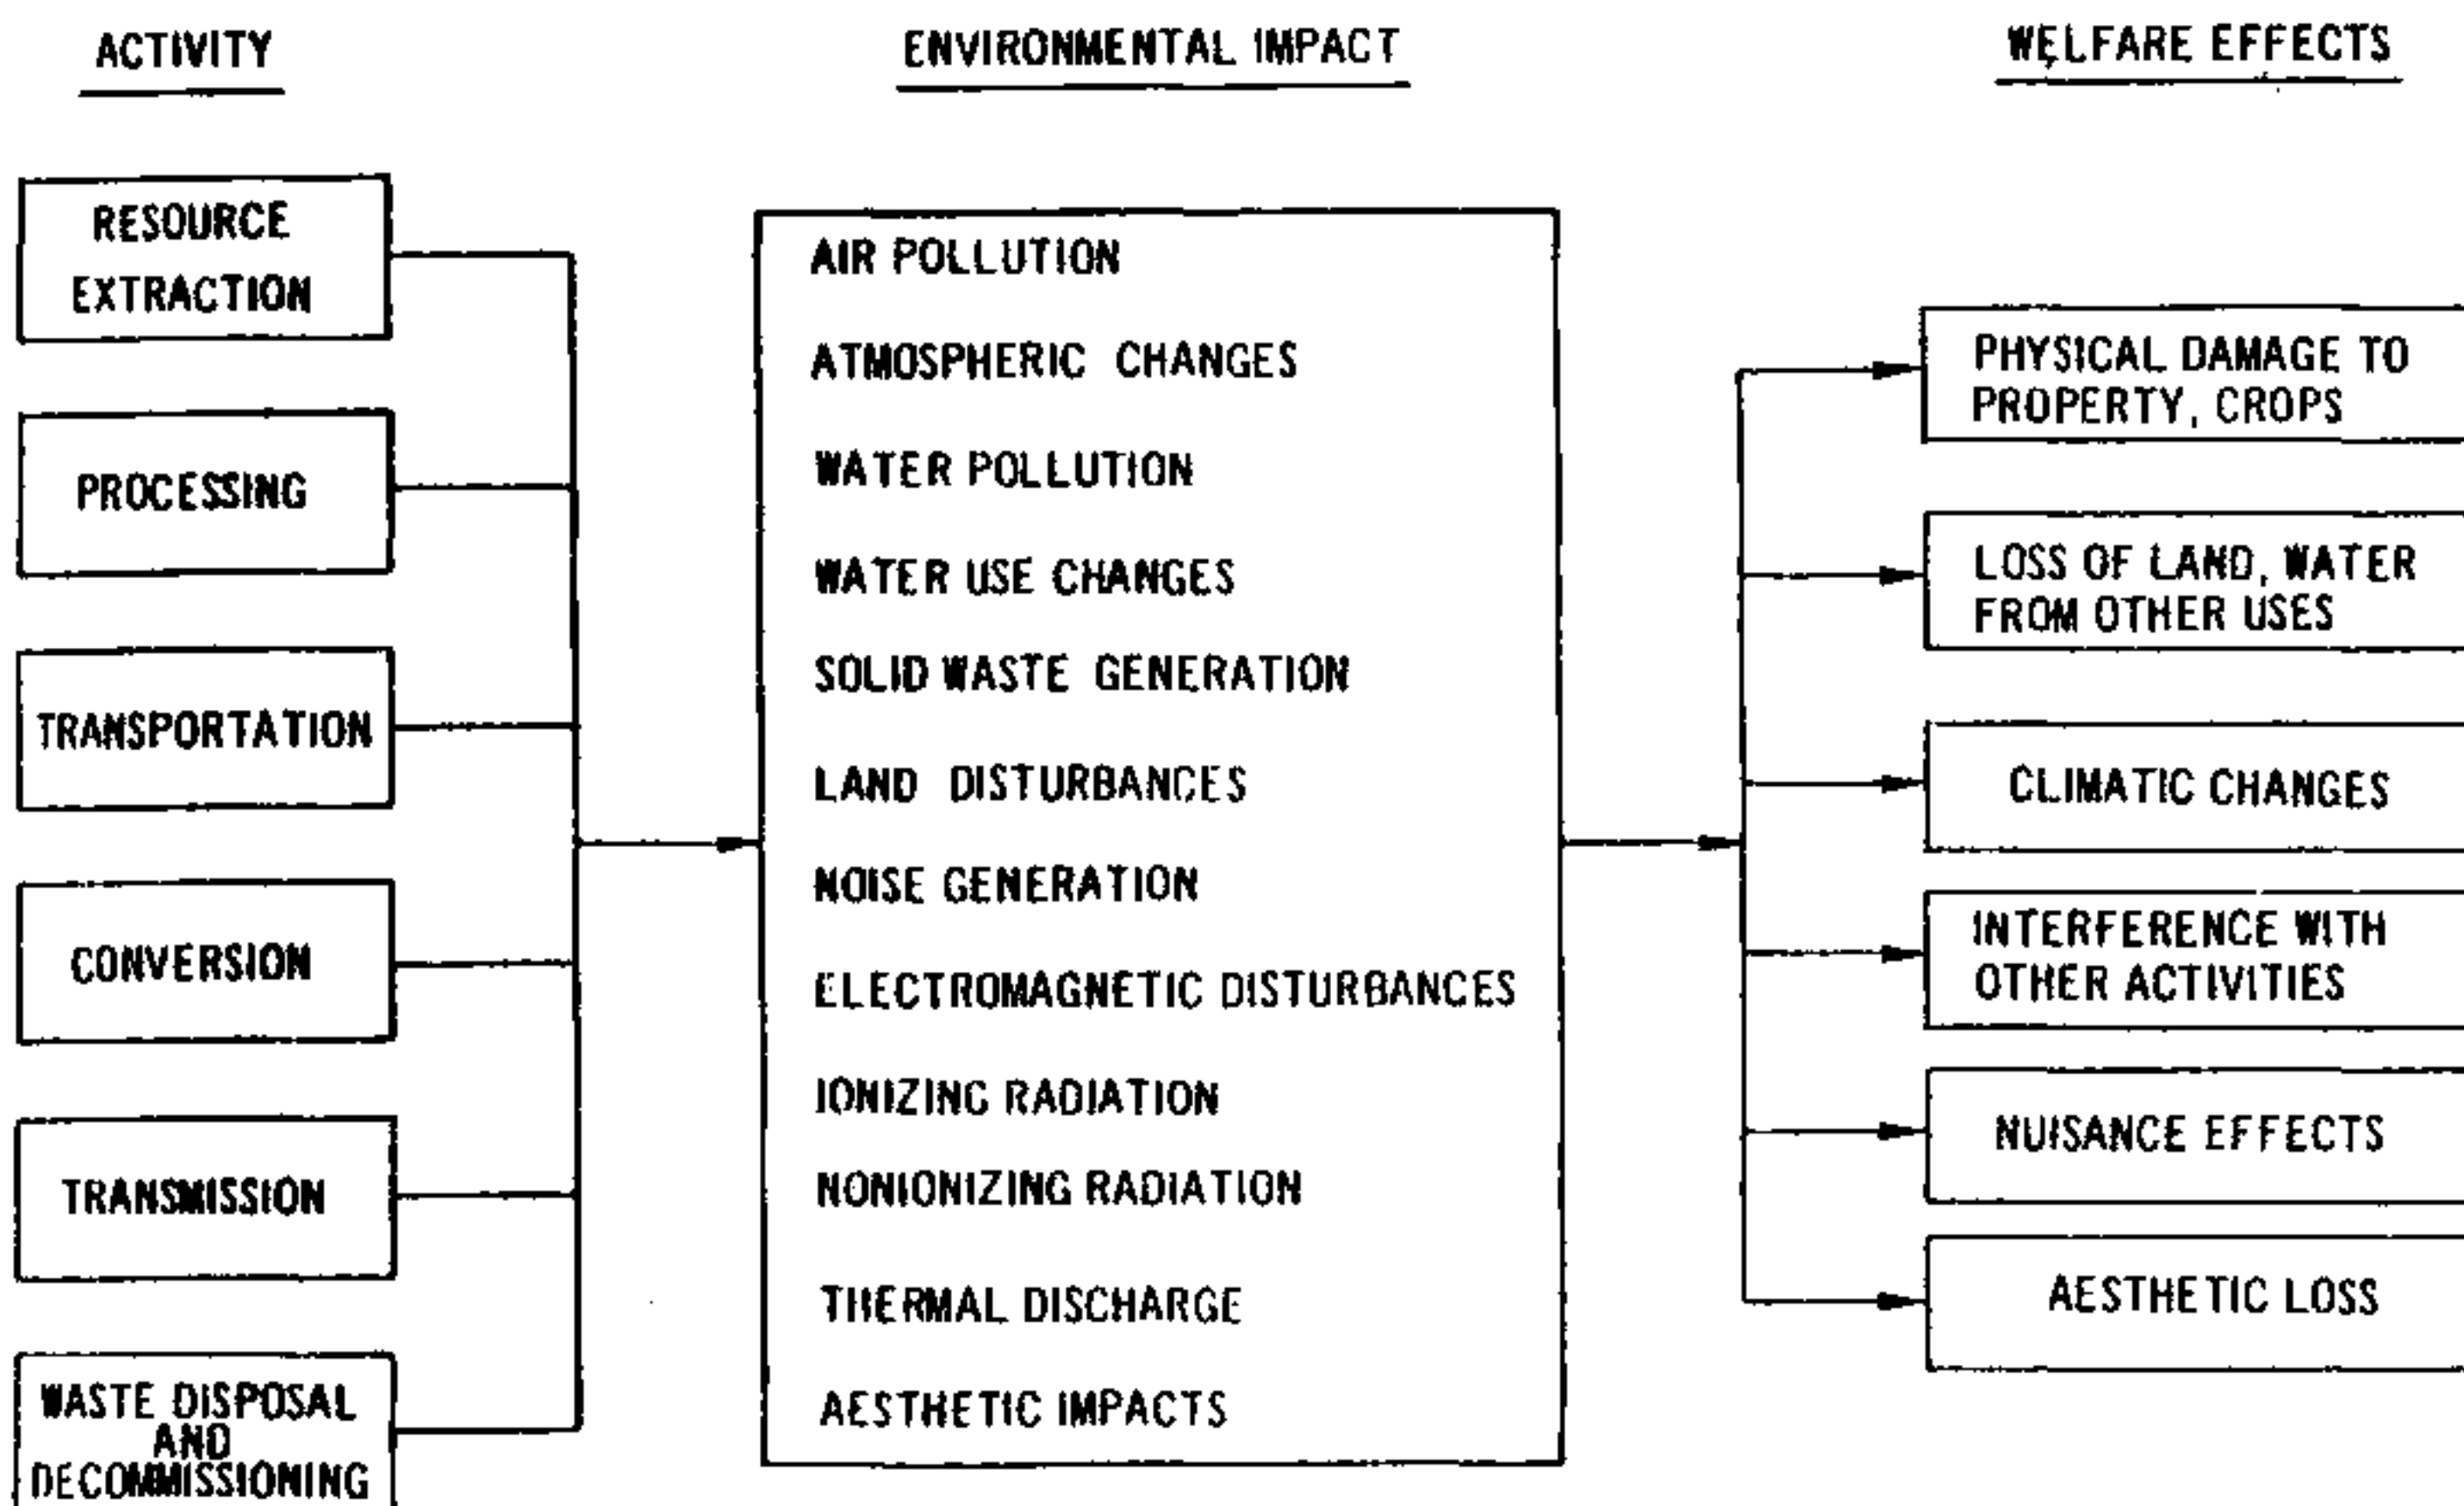 ACTIVITY
RESOURCE
EXTRACTION
PROCESSING
TRANSPORTATION
CONVERSION
TRANSMISSION
WASTE DISPOSAL
AND
DECOMMISSIONING
ENVIRONMENTAL IMPACT
AIR POLLUTION
ATMOSPHERIC CHANGES
WATER POLLUTION
WATER USE CHANGES
SOLID WASTE GENERATION
LAND DISTURBANCES
NOISE GENERATION
ELECTROMAGNETIC DISTURBANCES
IONIZING RADIATION
NONIONIZING RADIATION
THERMAL DISCHARGE
AESTHETIC IMPACTS
WELFARE EFFECTS
PHYSICAL DAMAGE TO
PROPERTY, CROPS
LOSS OF LAND, WATER
FROM OTHER USES
CLIMATIC CHANGES
INTERFERENCE WITH
OTHER ACTIVITIES
NUISANCE EFFECTS
AESTHETIC LOSS